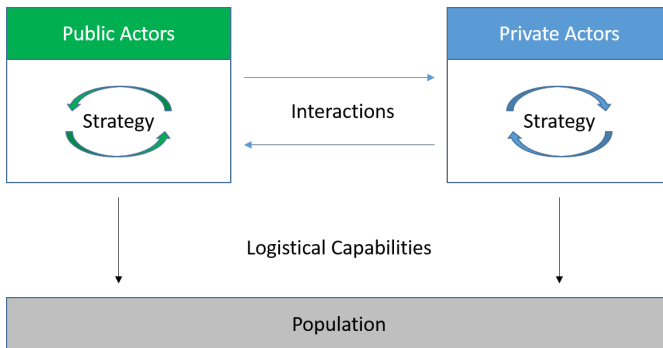 Public Actors
Private Actors
Strategy
Interactions
Strategy
Logistical Capabilities
Population